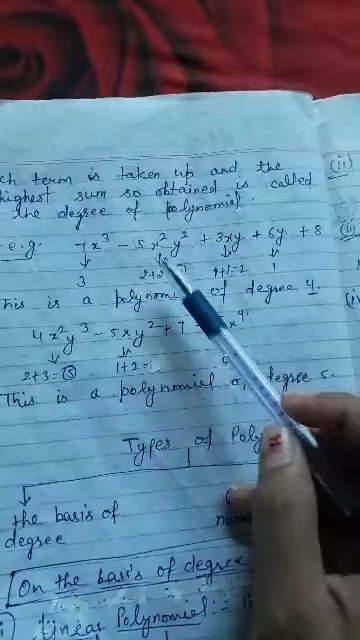 ch term is taken up and the
highest sum so obtained is called
the degree of polynomial.
e.g. 7x³ - 5x²y² + 3xy + 6y + 8
3 2+2 1+1=2 1
This is a polynomial of degree 4.
4x²y³ - 5xy² + 7 x⁴
2+3=5 1+2=
This is a polynomial degree 5.
Types of Poly
the basis of
degree
On the basis of degree
i) linear Polynomial :-
(ii)